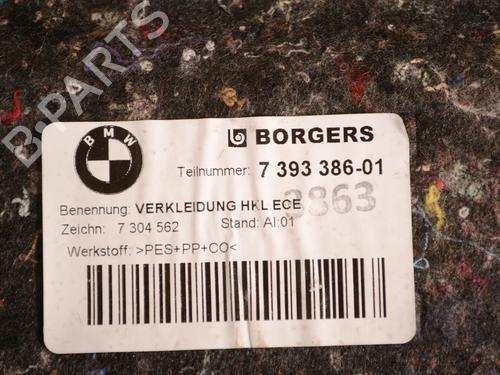 B-PARTS
BMW
BORGERS
Teilnummer: 7 393 386-01
Benennung: VERKLEIDUNG HKL ECE
3863
Zeichn: 7 304 562 Stand: AI:01
Werkstoff: >PES+PP+CO<